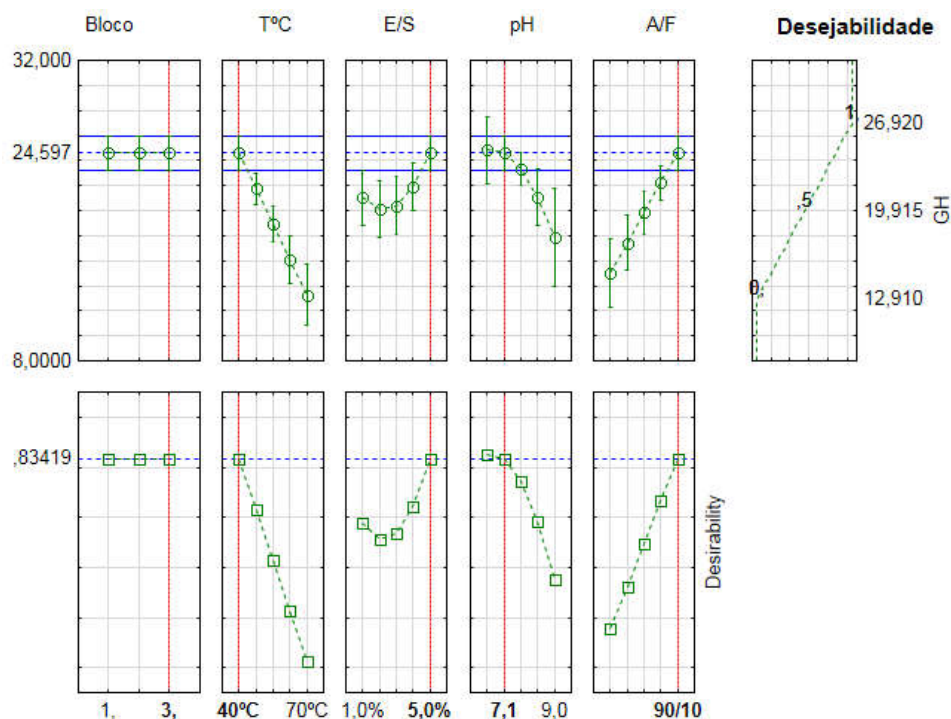 Bloco TºC E/S pH A/F Desejabilidade
32,000
1,
26,920
24,597
,5
19,915
GH
0,
12,910
8,0000
,83419
Desirability
1, 3, 40ºC 70ºC 1,0% 5,0% 7,1 9,0 90/10